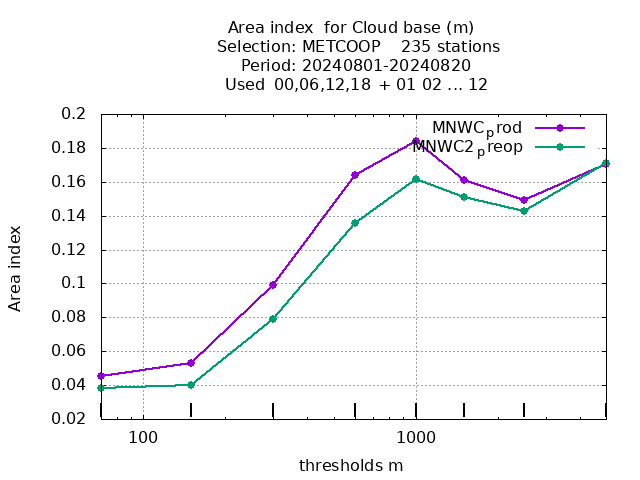 Area index for Cloud base (m)
Selection: METCOOP 235 stations
Period: 20240801-20240820
Used 00,06,12,18 + 01 02 ... 12
0.2
0.18
0.16
0.14
0.12
0.1
0.08
0.06
0.04
0.02
Area index
MNWCprod
MNWC2preop
100 1000
thresholds m